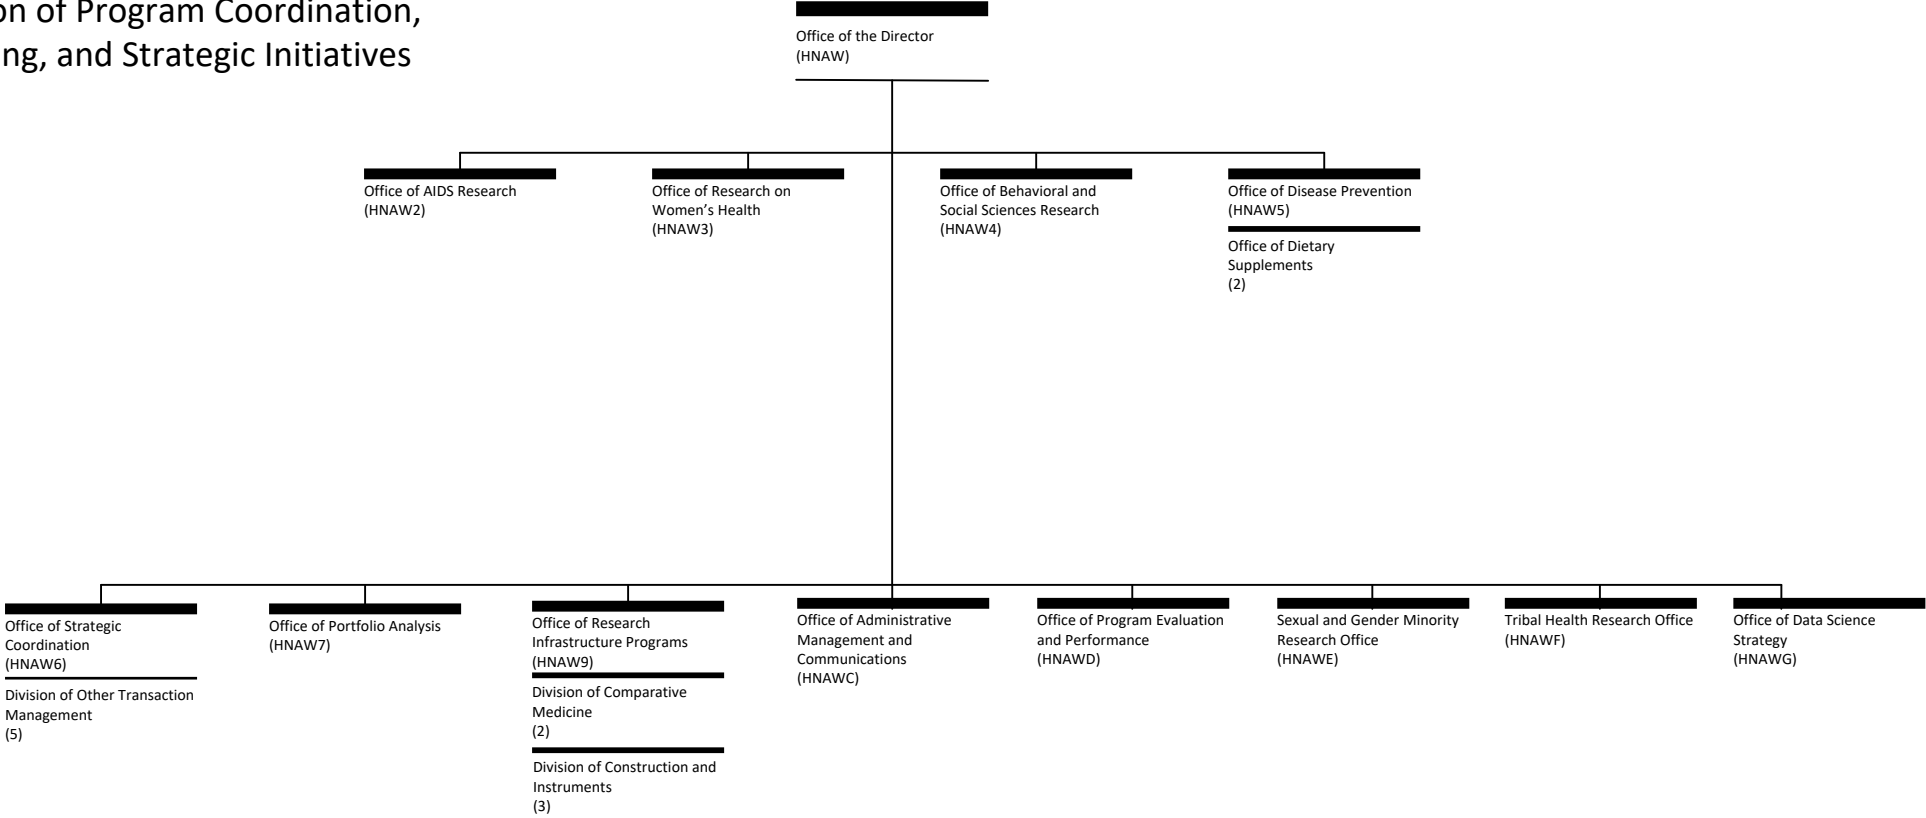 on of Program Coordination,
ing, and Strategic Initiatives
Office of the Director
(HNAW)
Office of AIDS Research
(HNAW2)
Office of Research on
Women’s Health
(HNAW3)
Office of Behavioral and
Social Sciences Research
(HNAW4)
Office of Disease Prevention
(HNAW5)
Office of Dietary
Supplements
(2)
Office of Strategic
Coordination
(HNAW6)
Division of Other Transaction
Management
(5)
Office of Portfolio Analysis
(HNAW7)
Office of Research
Infrastructure Programs
(HNAW9)
Division of Comparative
Medicine
(2)
Division of Construction and
Instruments
(3)
Office of Administrative
Management and
Communications
(HNAWC)
Office of Program Evaluation
and Performance
(HNAWD)
Sexual and Gender Minority
Research Office
(HNAWE)
Tribal Health Research Office
(HNAWF)
Office of Data Science
Strategy
(HNAWG)